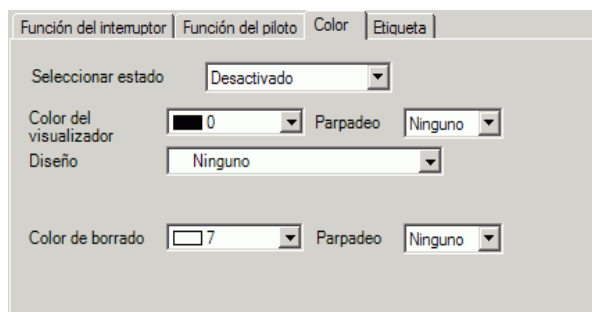 Función del interruptor Función del piloto Color Etiqueta
Seleccionar estado Desactivado
Color del visualizador 0 Parpadeo Ninguno
Diseño Ninguno
Color de borrado 7 Parpadeo Ninguno